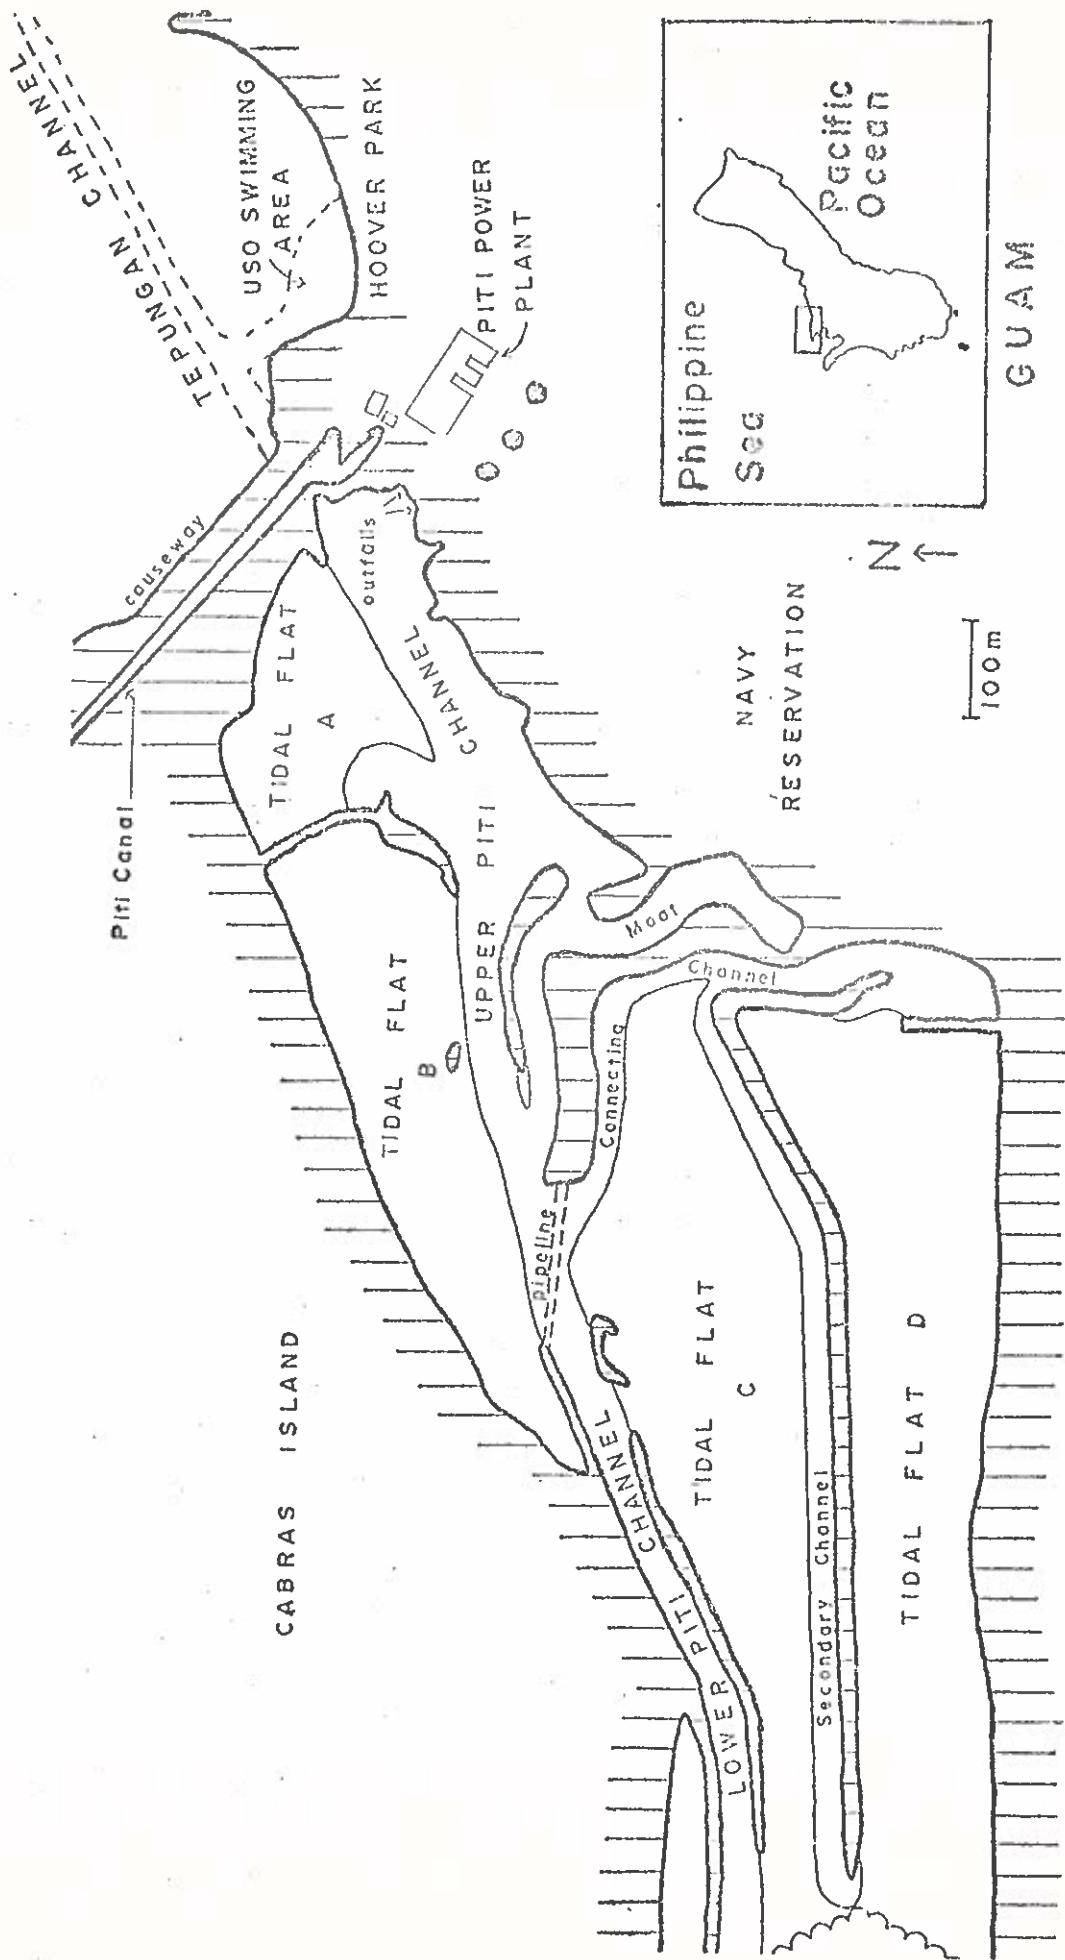 TEPUNGAN CHANNEL
USO SWIMMING
AREA
HOOVER PARK
PITI POWER
PLANT
causeway
Piti Canal
outfalls
TIDAL FLAT
A
UPPER PITI CHANNEL
TIDAL FLAT
B
Moat
Connecting Channel
pipeline
CABRAS ISLAND
LOWER PITI CHANNEL
TIDAL FLAT
C
Secondary Channel
TIDAL FLAT D
NAVY
RESERVATION
N
100m
Philippine
Sea
Pacific
Ocean
GUAM